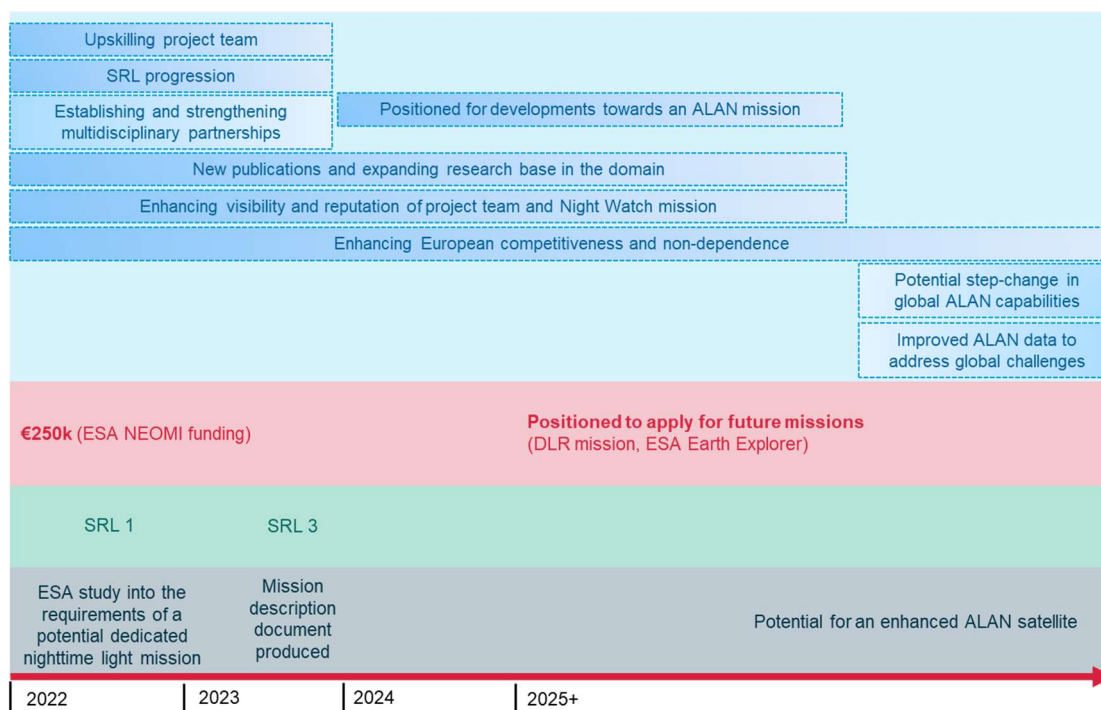 Upskilling project team
SRL progression
Establishing and strengthening
multidisciplinary partnerships
Positioned for developments towards an ALAN mission
New publications and expanding research base in the domain
Enhancing visibility and reputation of project team and Night Watch mission
Enhancing European competitiveness and non-dependence
Potential step-change in
global ALAN capabilities
Improved ALAN data to
address global challenges
€250k (ESA NEOMI funding)
Positioned to apply for future missions
(DLR mission, ESA Earth Explorer)
SRL 1
SRL 3
ESA study into the
requirements of a
potential dedicated
nighttime light mission
Mission
description
document
produced
Potential for an enhanced ALAN satellite
2022
2023
2024
2025+